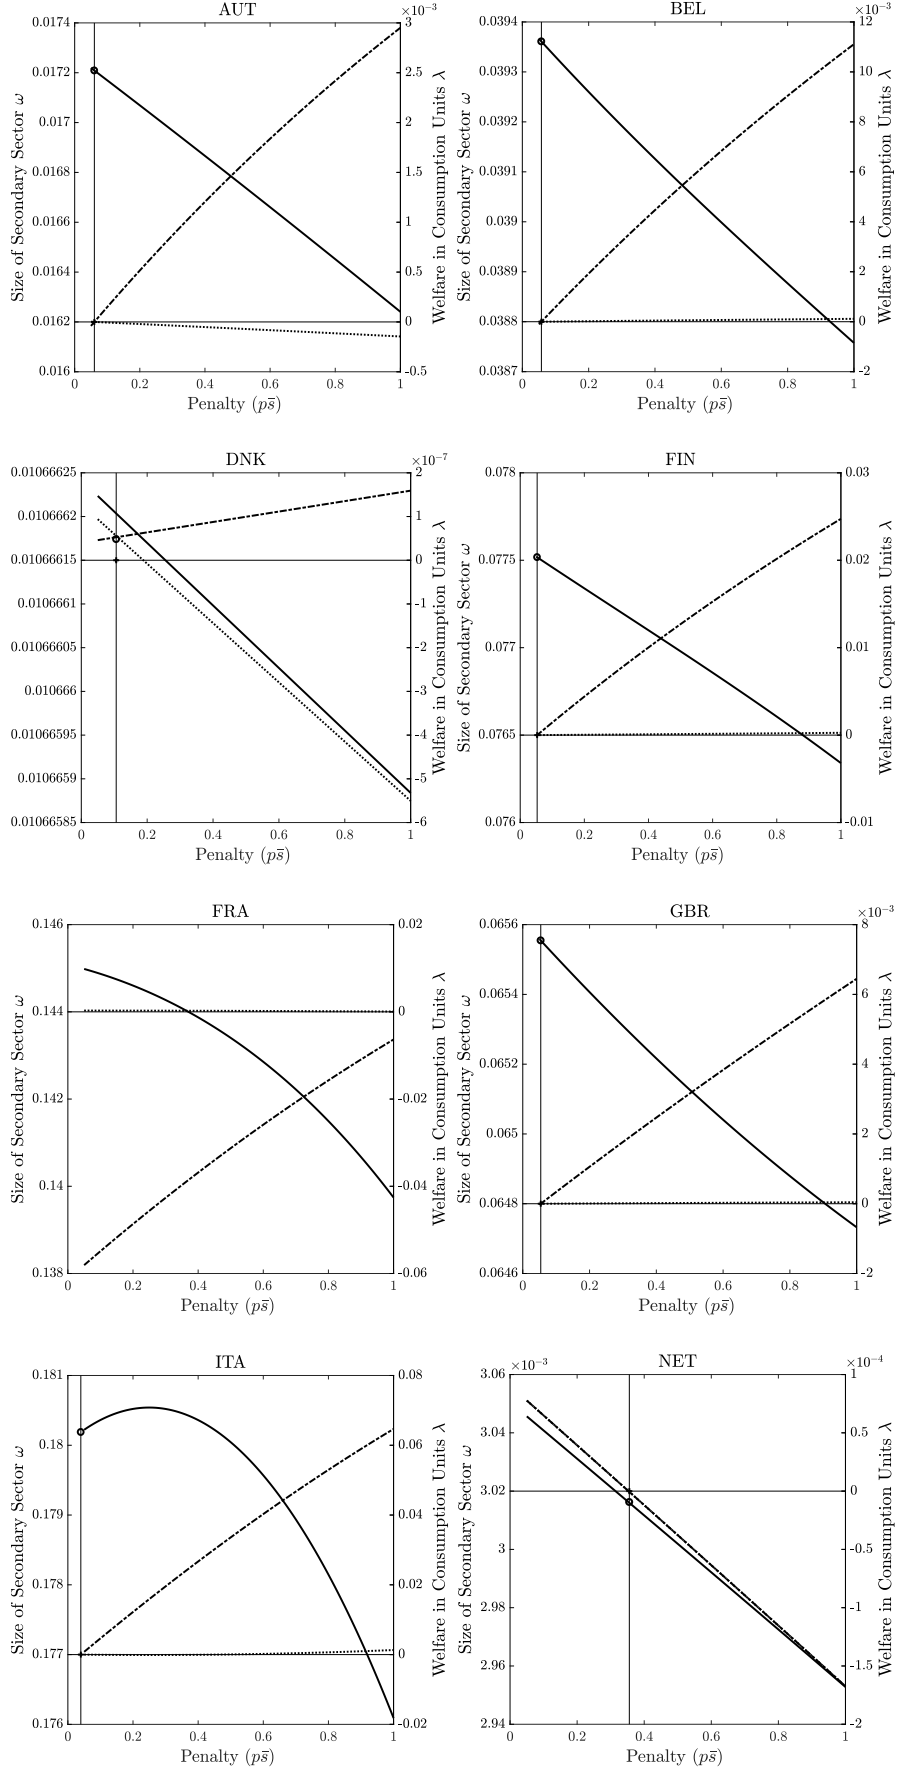 AUT
×10⁻³
Size of Secondary Sector ω
0.0174
0.0172
0.017
0.0168
0.0166
0.0164
0.0162
0.016
3
2.5
2
1.5
1
0.5
0
-0.5
Welfare in Consumption Units λ
0 0.2 0.4 0.6 0.8 1
Penalty (ps̄)
BEL
×10⁻³
Size of Secondary Sector ω
0.0394
0.0393
0.0392
0.0391
0.039
0.0389
0.0388
0.0387
12
10
8
6
4
2
0
-2
Welfare in Consumption Units λ
0 0.2 0.4 0.6 0.8 1
Penalty (ps̄)
DNK
×10⁻⁷
0.01066625
0.0106662
0.01066615
0.0106661
0.01066605
0.010666
0.01066595
0.0106659
0.01066585
2
1
0
-1
-2
-3
-4
-5
-6
Welfare in Consumption Units λ
0 0.2 0.4 0.6 0.8 1
Penalty (ps̄)
FIN
Size of Secondary Sector ω
0.078
0.0775
0.077
0.0765
0.076
0.03
0.02
0.01
0
-0.01
Welfare in Consumption Units λ
0 0.2 0.4 0.6 0.8 1
Penalty (ps̄)
FRA
Size of Secondary Sector ω
0.146
0.144
0.142
0.14
0.138
0.02
0
-0.02
-0.04
-0.06
Welfare in Consumption Units λ
0 0.2 0.4 0.6 0.8 1
Penalty (ps̄)
GBR
×10⁻³
Size of Secondary Sector ω
0.0656
0.0654
0.0652
0.065
0.0648
0.0646
8
6
4
2
0
-2
Welfare in Consumption Units λ
0 0.2 0.4 0.6 0.8 1
Penalty (ps̄)
ITA
Size of Secondary Sector ω
0.181
0.18
0.179
0.178
0.177
0.176
0.08
0.06
0.04
0.02
0
-0.02
Welfare in Consumption Units λ
0 0.2 0.4 0.6 0.8 1
Penalty (ps̄)
NET
×10⁻³
×10⁻⁴
Size of Secondary Sector ω
3.06
3.04
3.02
3
2.98
2.96
2.94
1
0.5
0
-0.5
-1
-1.5
-2
Welfare in Consumption Units λ
0 0.2 0.4 0.6 0.8 1
Penalty (ps̄)